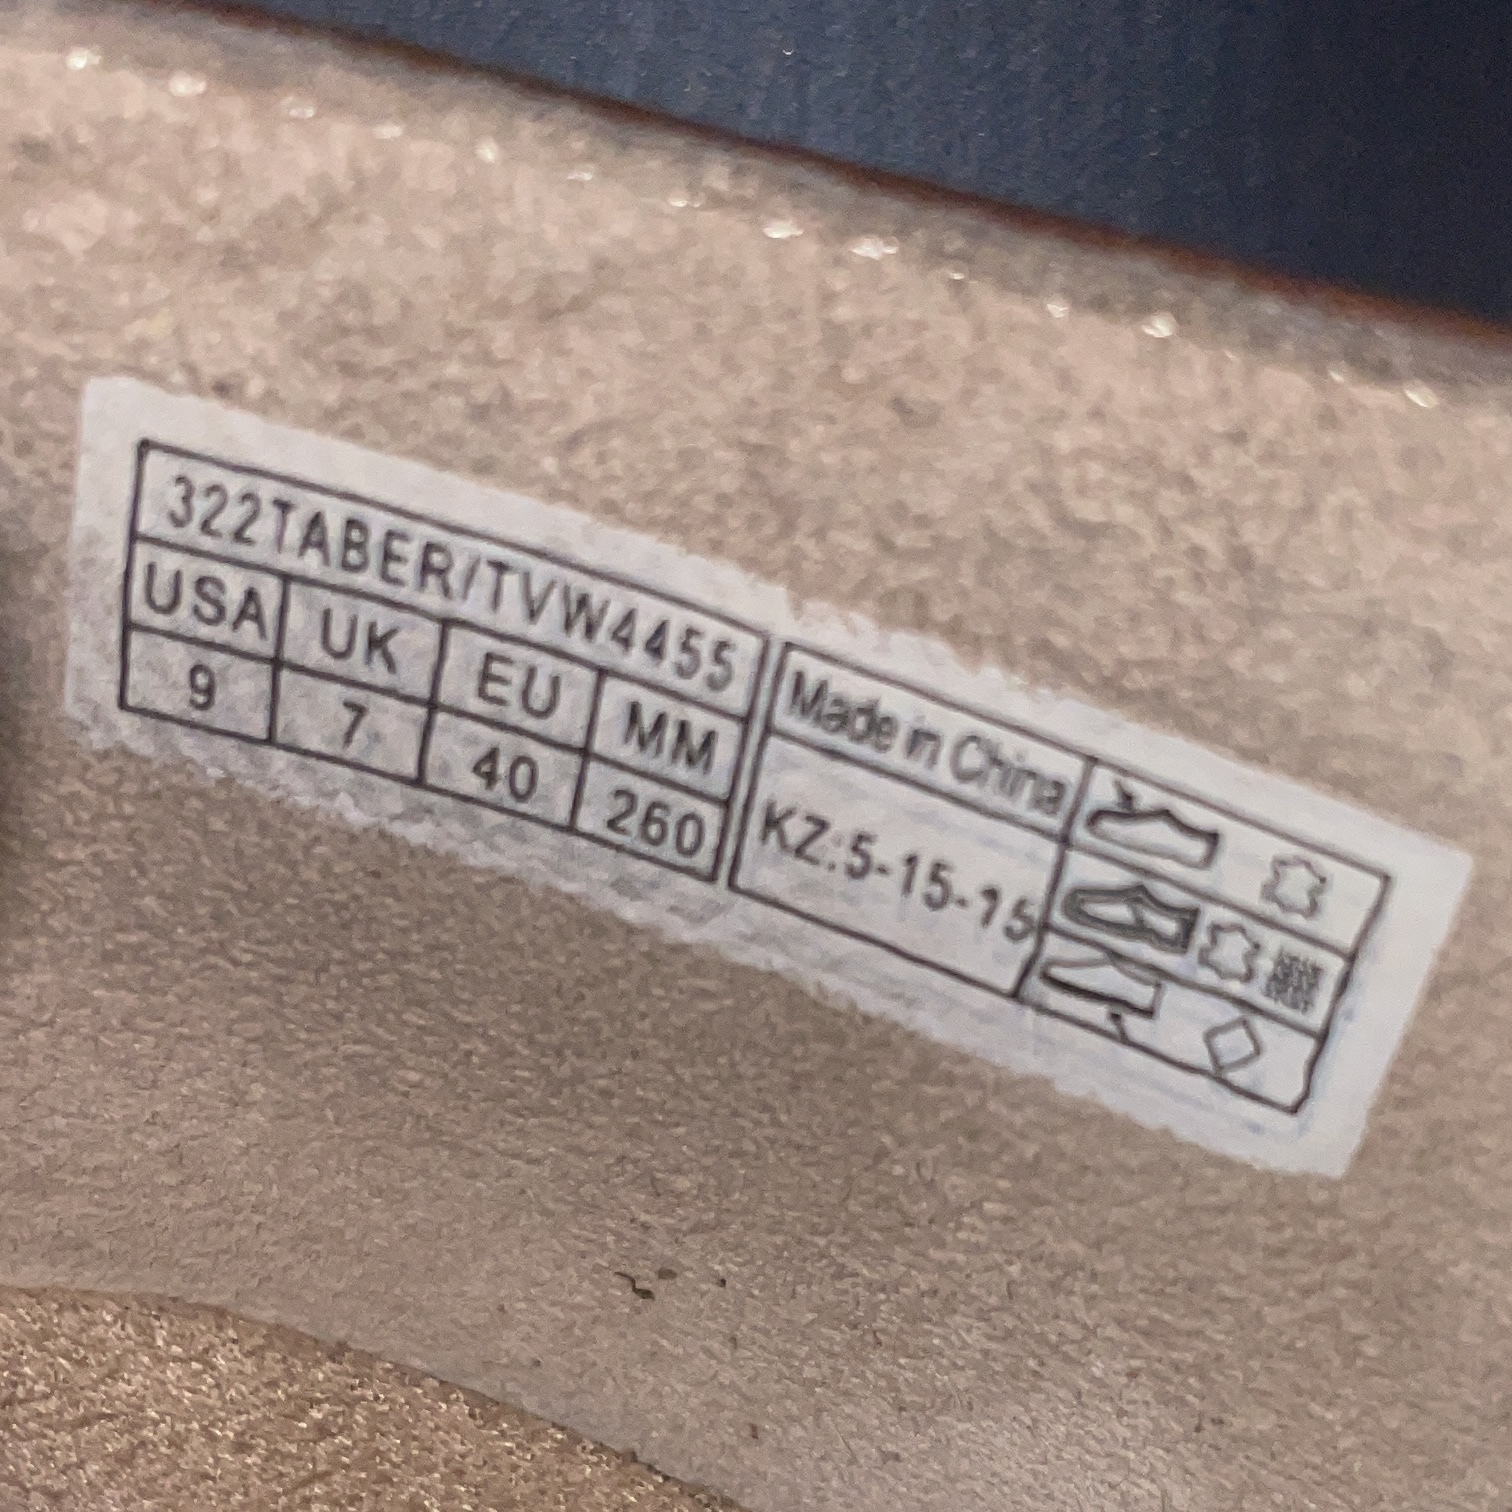 322TABER/TVW4455
USA UK EU MM
9 7 40 260
Made in China
KZ:5-15-15